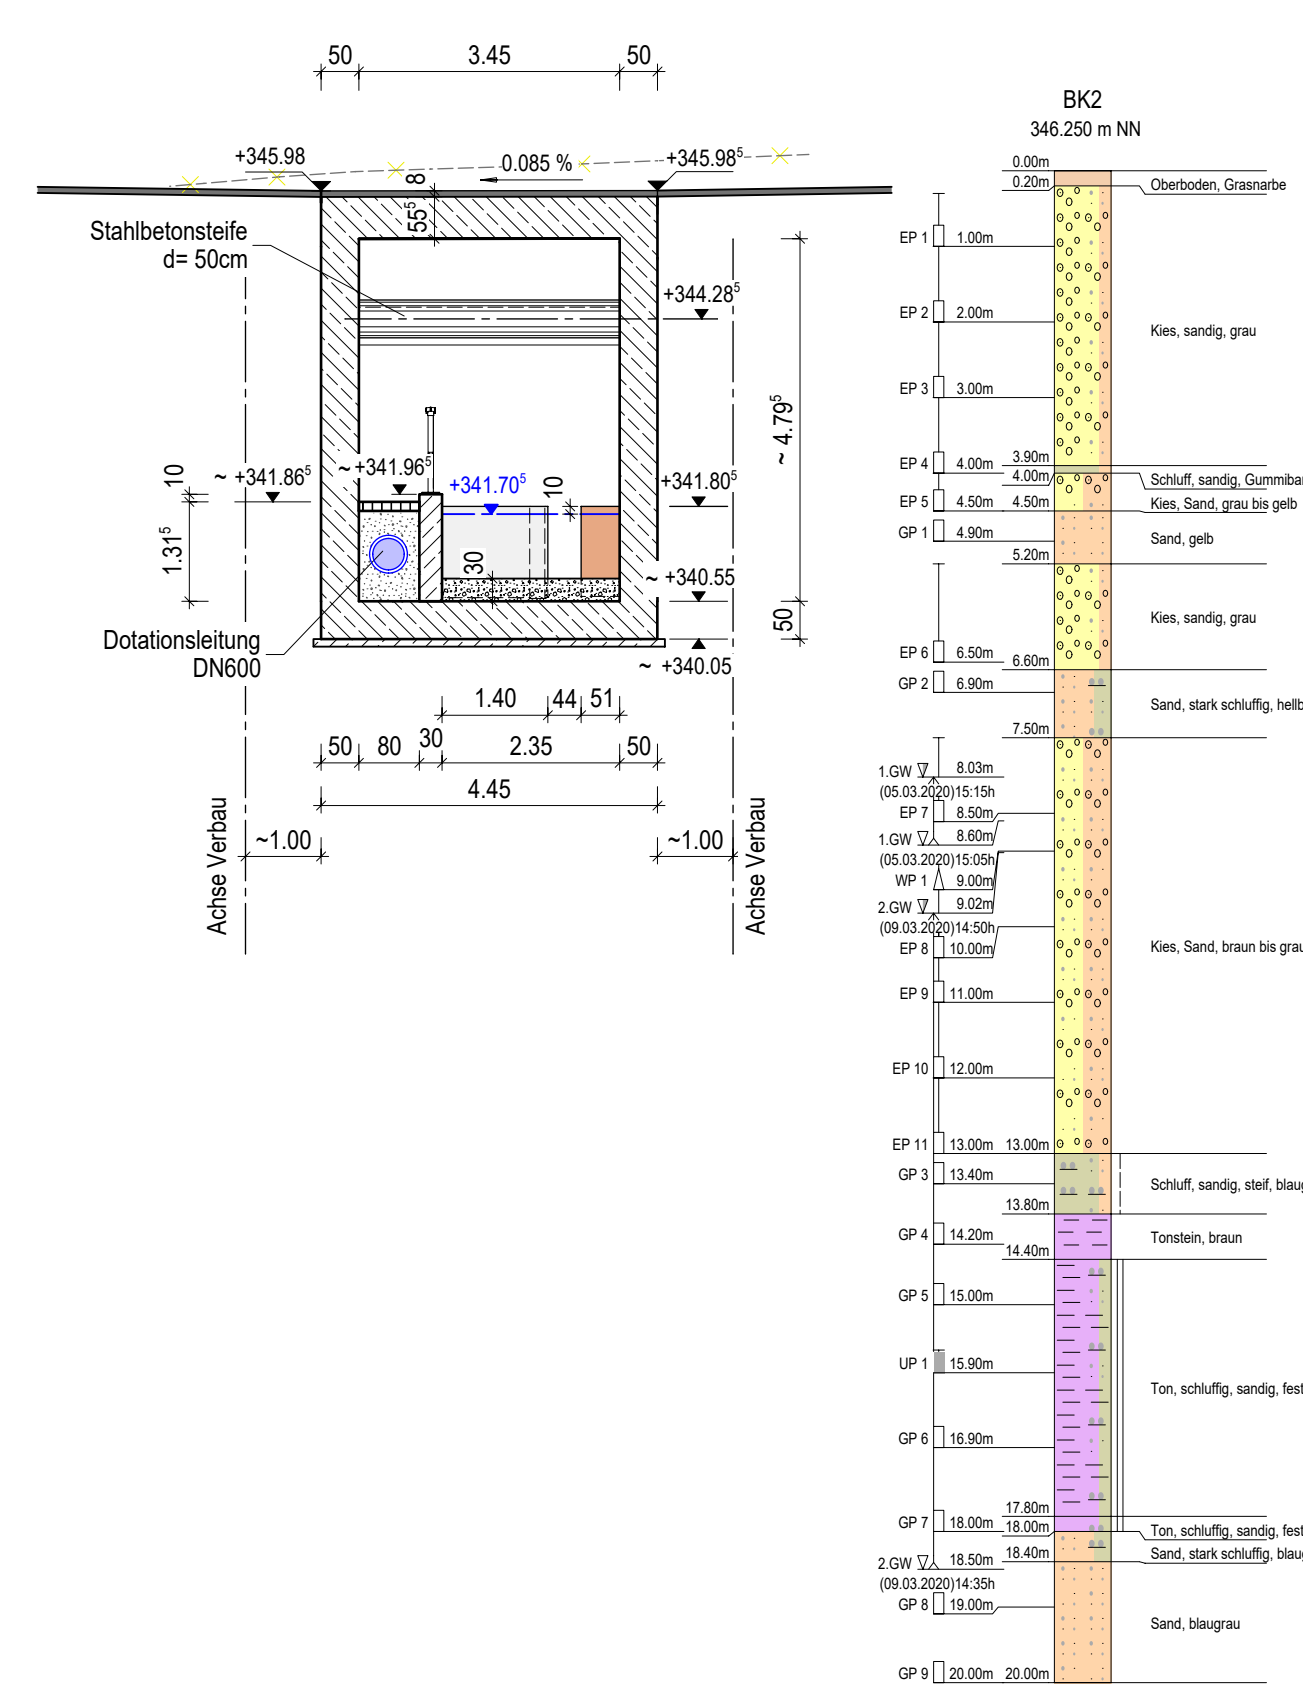 50
3.45
50
+345.98
0.085 %
+345.98⁵
8
55⁵
Stahlbetonsteife
d= 50cm
+344.28⁵
~ 4.79⁵
~ +341.86⁵
~ +341.96⁵
+341.70⁵
10
+341.80⁵
10
1.31⁵
30
~ +340.55
50
Dotationsleitung
DN600
~ +340.05
1.40
44
51
50
80
30
2.35
50
4.45
~1.00
~1.00
Achse Verbau
Achse Verbau
BK2
346.250 m NN
0.00m
0.20m
Oberboden, Grasnarbe
EP 1
1.00m
EP 2
2.00m
Kies, sandig, grau
EP 3
3.00m
3.90m
EP 4
4.00m
4.00m
Schluff, sandig, Gummibar
EP 5
4.50m
4.50m
Kies, Sand, grau bis gelb
GP 1
4.90m
Sand, gelb
5.20m
Kies, sandig, grau
EP 6
6.50m
6.60m
GP 2
6.90m
Sand, stark schluffig, hellb
7.50m
1.GW
8.03m
(05.03.2020)15:15h
EP 7
8.50m
1.GW
8.60m
(05.03.2020)15:05h
WP 1
9.00m
2.GW
9.02m
(09.03.2020)14:50h
EP 8
10.00m
Kies, Sand, braun bis grau
EP 9
11.00m
EP 10
12.00m
EP 11
13.00m
13.00m
GP 3
13.40m
Schluff, sandig, steif, blaug
13.80m
GP 4
14.20m
Tonstein, braun
14.40m
GP 5
15.00m
UP 1
15.90m
Ton, schluffig, sandig, fest
GP 6
16.90m
17.80m
GP 7
18.00m
18.00m
Ton, schluffig, sandig, fest
18.40m
Sand, stark schluffig, blaug
2.GW
18.50m
(09.03.2020)14:35h
GP 8
19.00m
Sand, blaugrau
GP 9
20.00m
20.00m